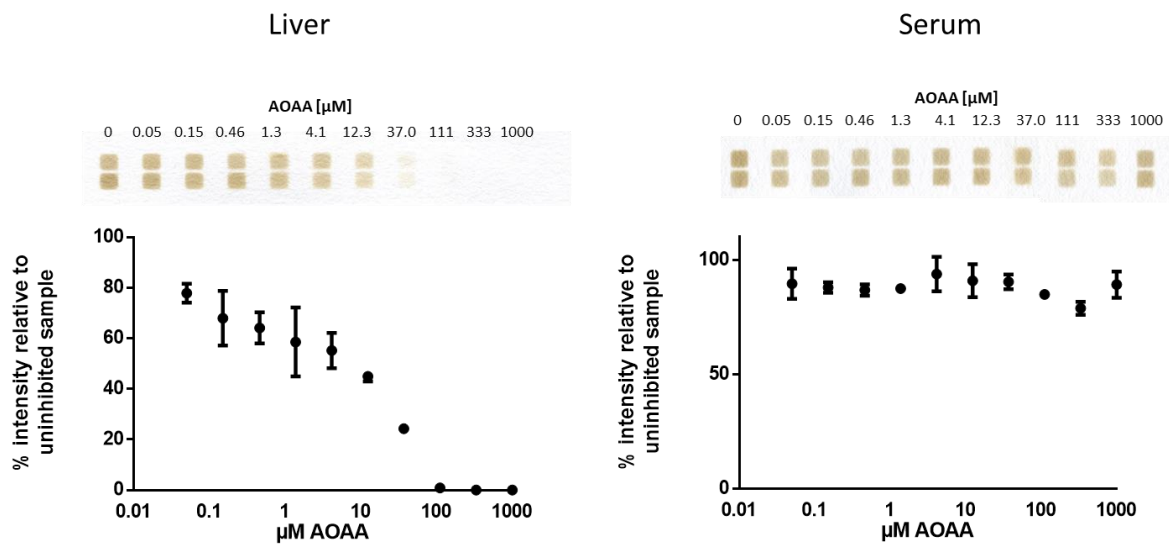 Liver
AOAA [µM]
0 0.05 0.15 0.46 1.3 4.1 12.3 37.0 111 333 1000
% intensity relative to
uninhibited sample
100
80
60
40
20
0
0.01 0.1 1 10 100 1000
µM AOAA
Serum
AOAA [µM]
0 0.05 0.15 0.46 1.3 4.1 12.3 37.0 111 333 1000
% intensity relative to
uninhibited sample
100
50
0
0.01 0.1 1 10 100 1000
µM AOAA